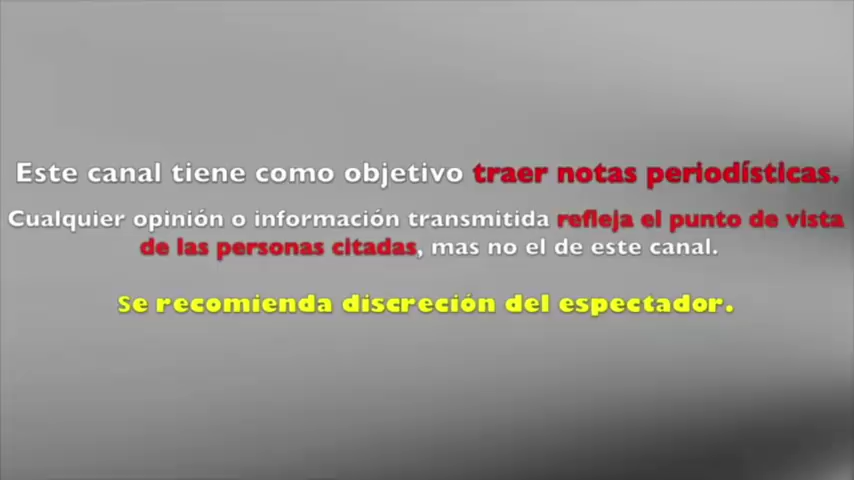 Este canal tiene como objetivo traer notas periodísticas.
Cualquier opinión o información transmitida refleja el punto de vista
de las personas citadas, mas no el de este canal.
Se recomienda discreción del espectador.